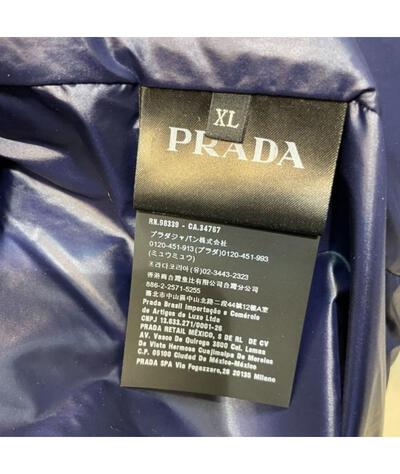 XL
PRADA
RN.98339 - CA.34767
プラダジャパン株式会社
0120-451-913 (プラダ) 0120-451-993
(ミュウミュウ)
프라다코리아(유)02-3443-2323
香港商台灣普拉達有限公司台灣分公司
886-2-2571-5255
臺北市中山區中山北路二段44號12樓A室
Prada Brasil Importação e Comércio
de Artigos de Luxo Ltda
CNPJ 13.833.271/0001-26
PRADA RETAIL MÉXICO, S DE RL DE CV
AV. Vasco De Quiroga 3800 Col. Lomas
De Vista Hermosa Cuajimalpa De Morelos
C.P. 05100 Ciudad De México- México
PRADA SPA Via Fogazzaro,28 20135 Milano